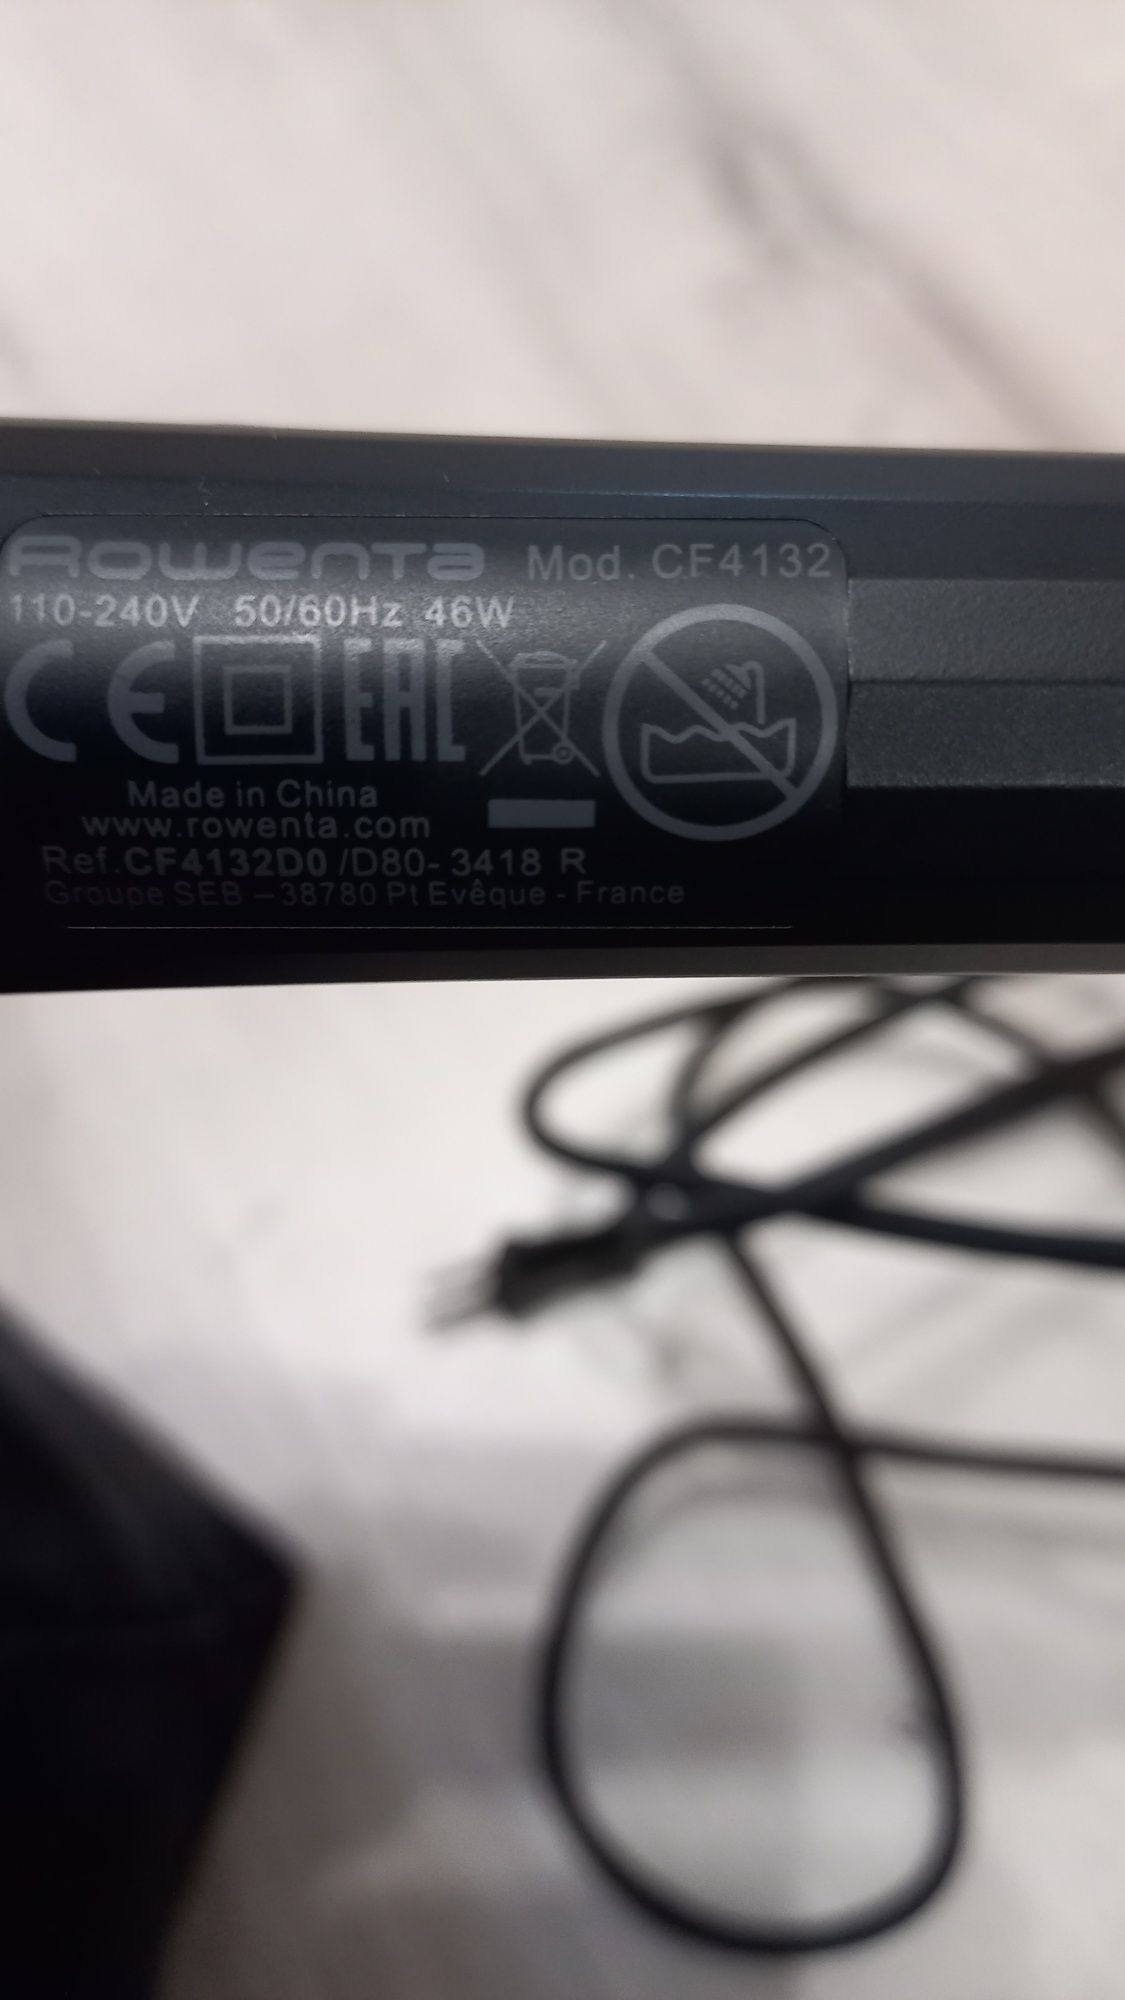 Rowenta Mod. CF4132
110-240V 50/60Hz 46W
CE EAC
Made in China
www.rowenta.com
Ref.CF4132D0 /D80- 3418 R
Groupe SEB – 38780 Pt Evêque - France